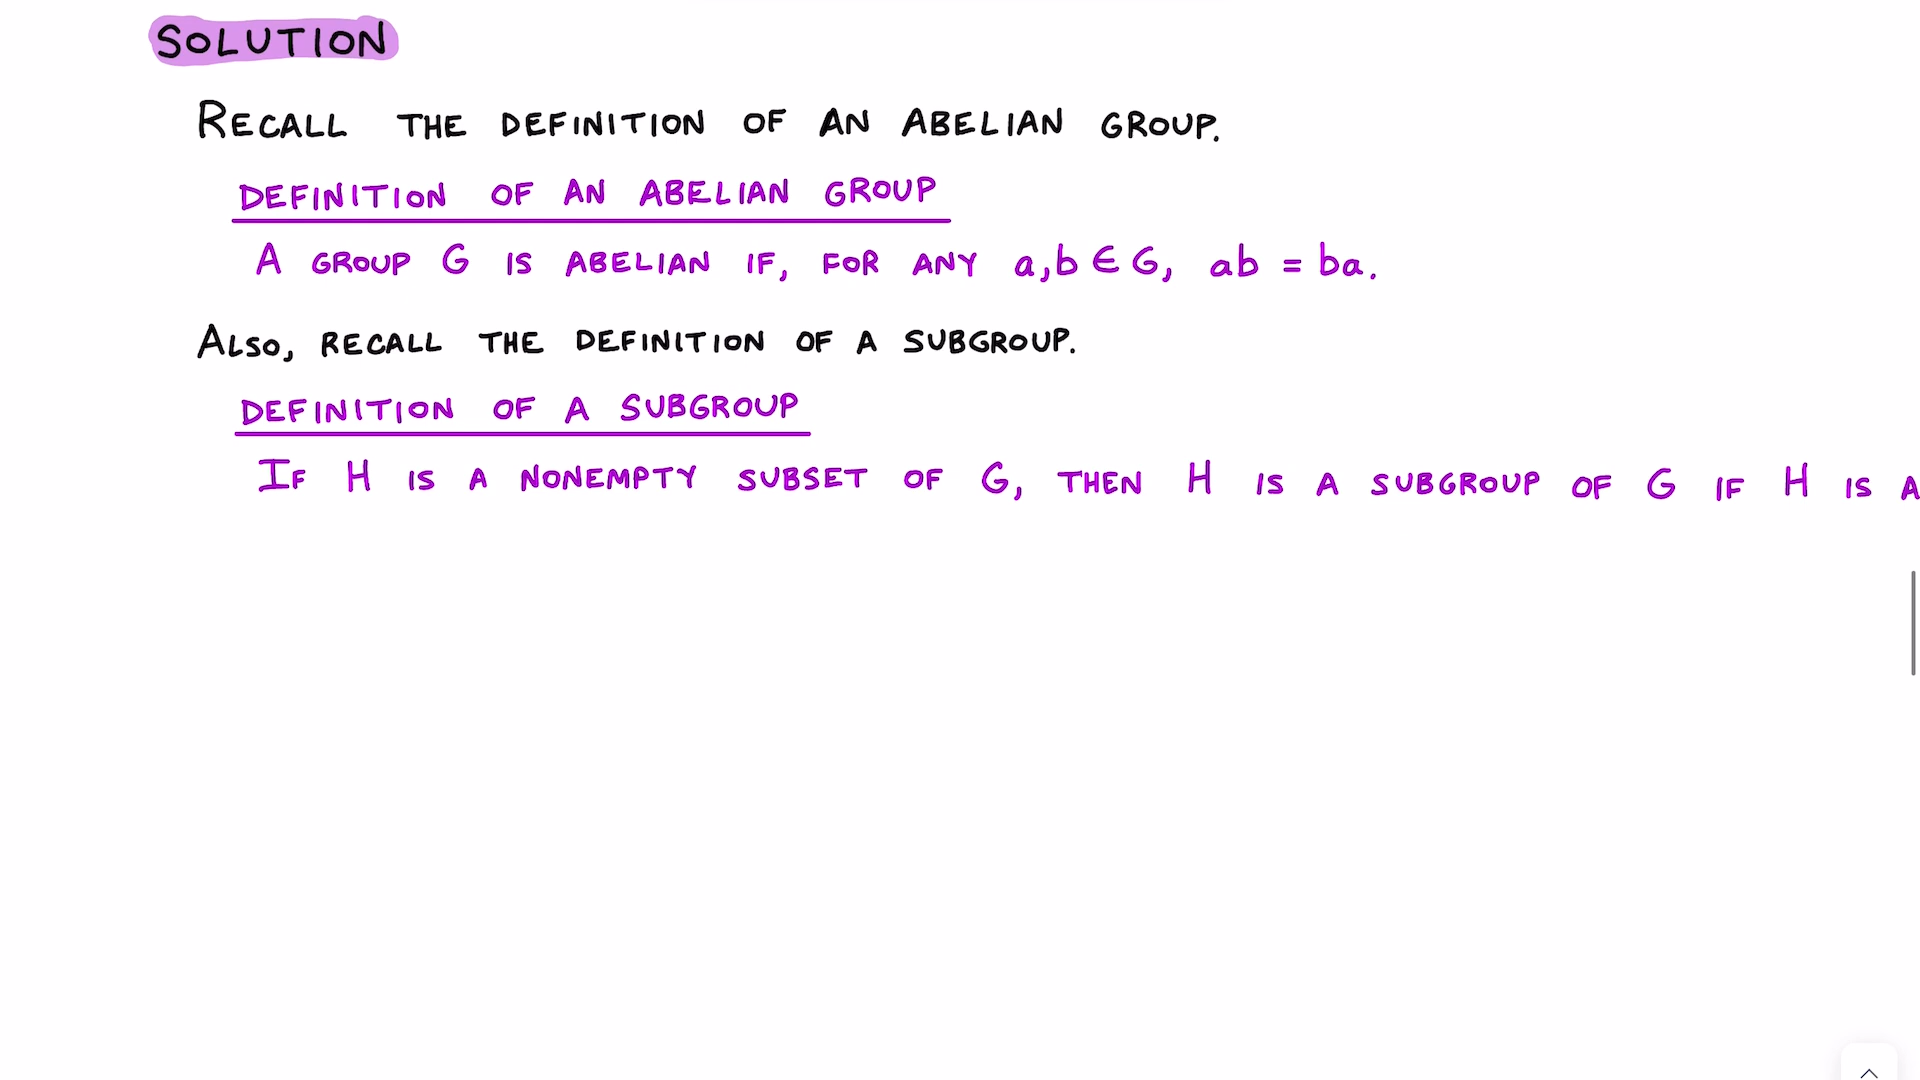 SOLUTION
RECALL THE DEFINITION OF AN ABELIAN GROUP.
DEFINITION OF AN ABELIAN GROUP
A GROUP G IS ABELIAN IF, FOR ANY a,b ∈ G, ab = ba.
ALSO, RECALL THE DEFINITION OF A SUBGROUP.
DEFINITION OF A SUBGROUP
IF H IS A NONEMPTY SUBSET OF G, THEN H IS A SUBGROUP OF G IF H IS A